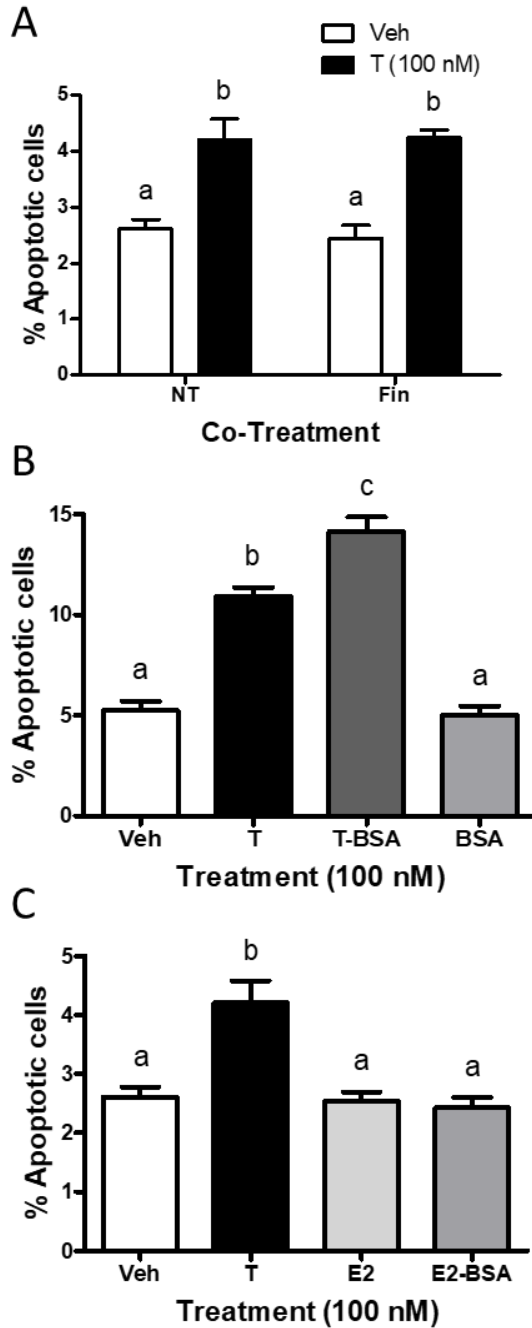 A
Veh
T (100 nM)
% Apoptotic cells
5
4
3
2
1
0
a
b
a
b
NT
Fin
Co-Treatment
B
% Apoptotic cells
15
10
5
0
a
b
c
a
Veh
T
T-BSA
BSA
Treatment (100 nM)
C
% Apoptotic cells
5
4
3
2
1
0
a
b
a
a
Veh
T
E2
E2-BSA
Treatment (100 nM)